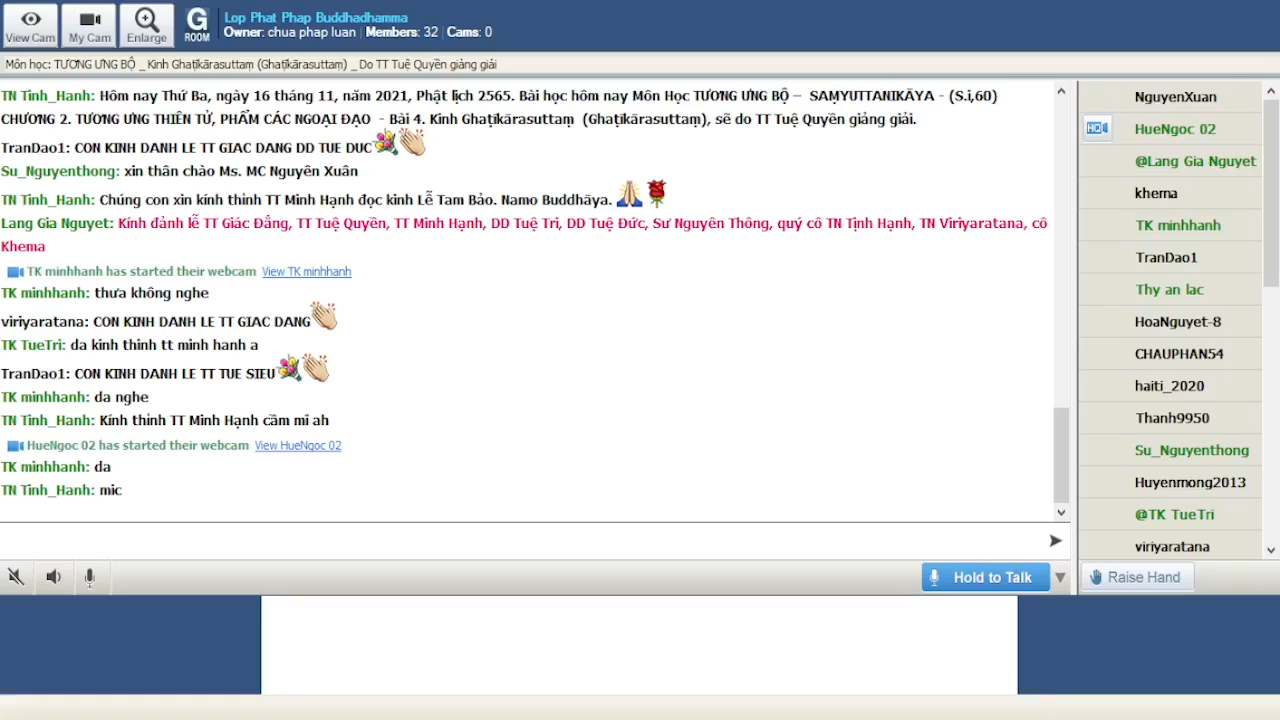 View Cam
My Cam
Enlarge
G
ROOM
Lop Phat Phap Buddhadhamma
Owner: chua phap luan | Members: 32 | Cams: 0
Môn học: TƯƠNG ƯNG BỘ _Kinh Ghaṭikārasuttaṃ (Ghaṭikārasuttaṃ) _Do TT Tuệ Quyền giảng giải
TN Tinh_Hanh: Hôm nay Thứ Ba, ngày 16 tháng 11, năm 2021, Phật lịch 2565. Bài học hôm nay Môn Học TƯƠNG ƯNG BỘ – SAṂYUTTANIKĀYA - (S.i,60)
CHƯƠNG 2. TƯƠNG ƯNG THIÊN TỬ, PHẨM CÁC NGOẠI ĐẠO - Bài 4. Kinh Ghaṭikārasuttaṃ (Ghaṭikārasuttaṃ), sẽ do TT Tuệ Quyền giảng giải.
TranDao1: CON KINH DANH LE TT GIAC DANG DD TUE DUC
Su_Nguyenthong: xin thân chào Ms. MC Nguyên Xuân
TN Tinh_Hanh: Chúng con xin kính thỉnh TT Minh Hạnh đọc kinh Lễ Tam Bảo. Namo Buddhāya.
Lang Gia Nguyet: Kính đảnh lễ TT Giác Đẳng, TT Tuệ Quyền, TT Minh Hạnh, DD Tuệ Tri, DD Tuệ Đức, Sư Nguyên Thông, quý cô TN Tịnh Hạnh, TN Viriyaratana, cô
Khema
TK minhhanh has started their webcam View TK minhhanh
TK minhhanh: thưa không nghe
viriyaratana: CON KINH DANH LE TT GIAC DANG
TK TueTri: da kinh thinh tt minh hanh a
TranDao1: CON KINH DANH LE TT TUE SIEU
TK minhhanh: da nghe
TN Tinh_Hanh: Kính thỉnh TT Minh Hạnh cầm mi ah
HueNgoc 02 has started their webcam View HueNgoc 02
TK minhhanh: da
TN Tinh_Hanh: mic
Hold to Talk
NguyenXuan
HQ
HueNgoc 02
@Lang Gia Nguyet
khema
TK minhhanh
TranDao1
Thy an lac
HoaNguyet-8
CHAUPHAN54
haiti_2020
Thanh9950
Su_Nguyenthong
Huyenmong2013
@TK TueTri
viriyaratana
Raise Hand